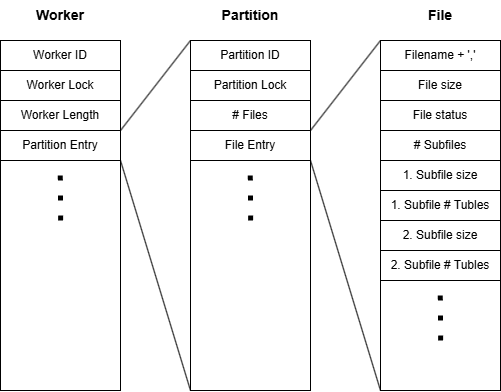 Worker
Partition
File
Worker ID
Worker Lock
Worker Length
Partition Entry
Partition ID
Partition Lock
# Files
File Entry
Filename + ','
File size
File status
# Subfiles
1. Subfile size
1. Subfile # Tubles
2. Subfile size
2. Subfile # Tubles